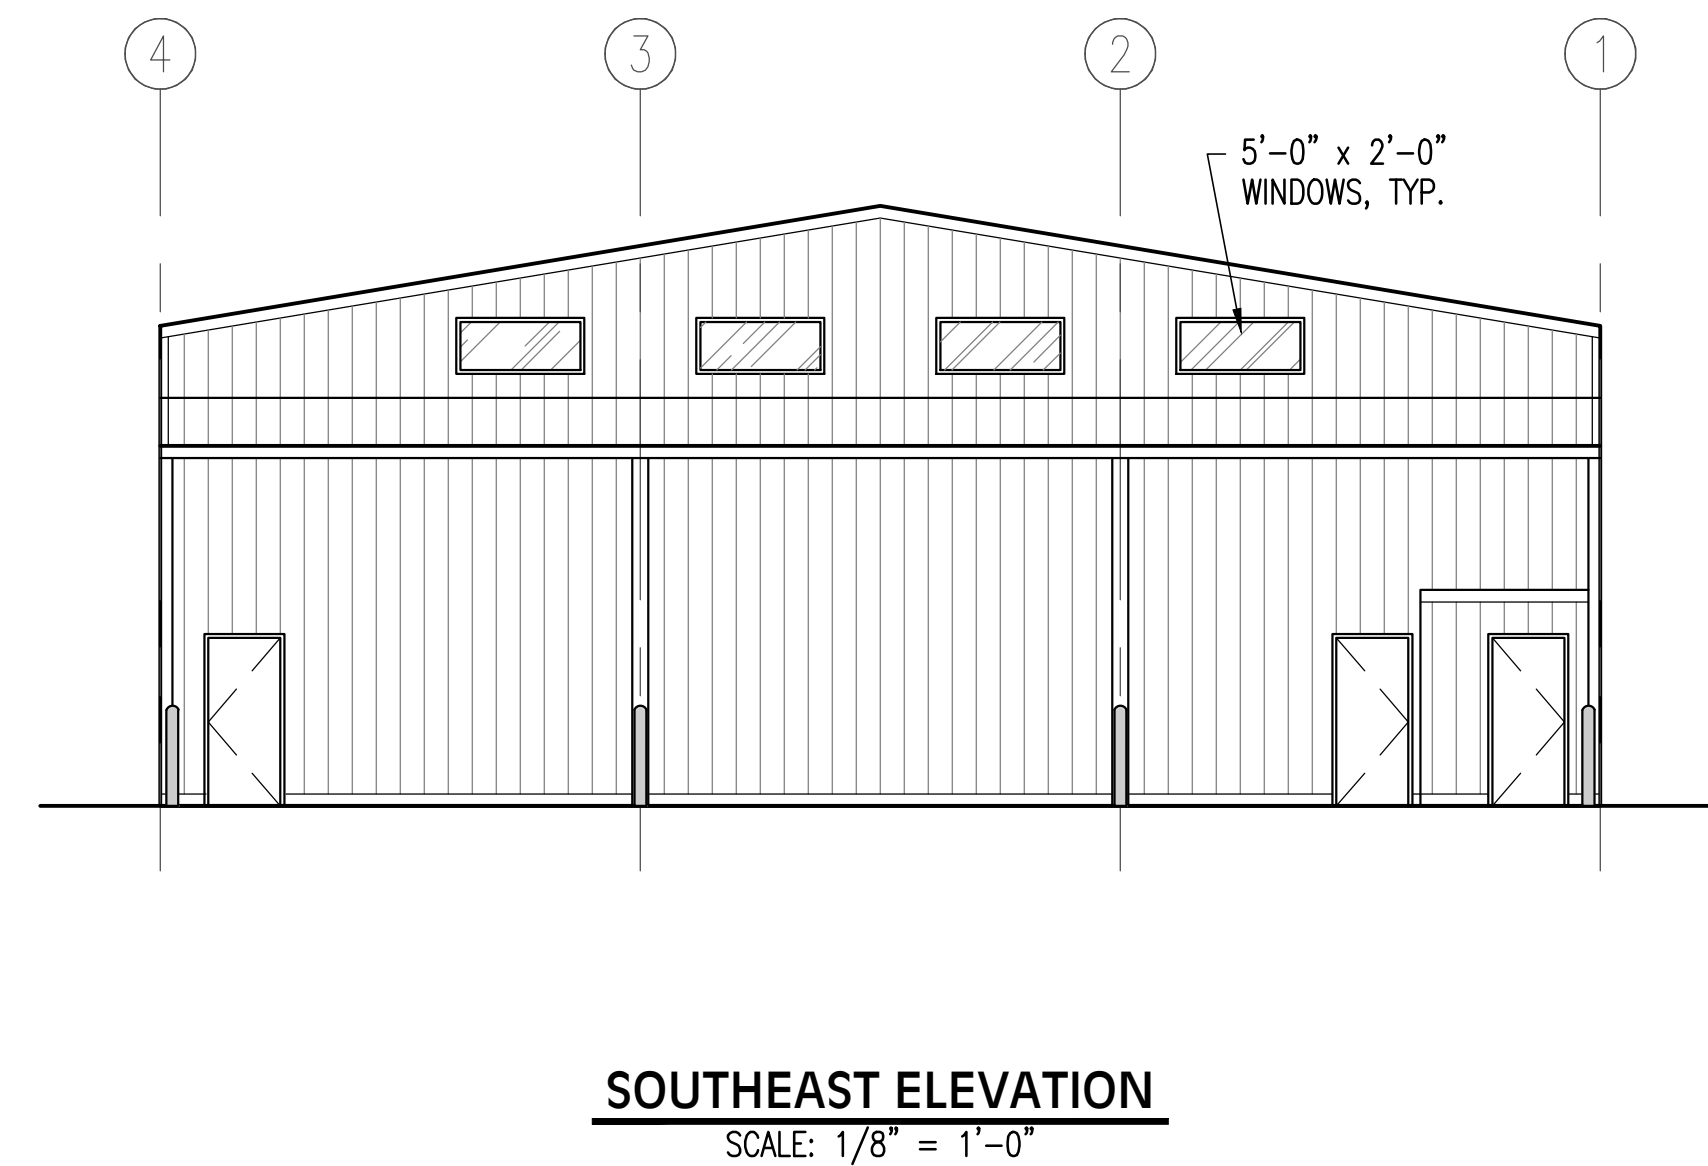 4 3 2 1
5'-0" x 2'-0"
WINDOWS, TYP.
SOUTHEAST ELEVATION
SCALE: 1/8" = 1'-0"